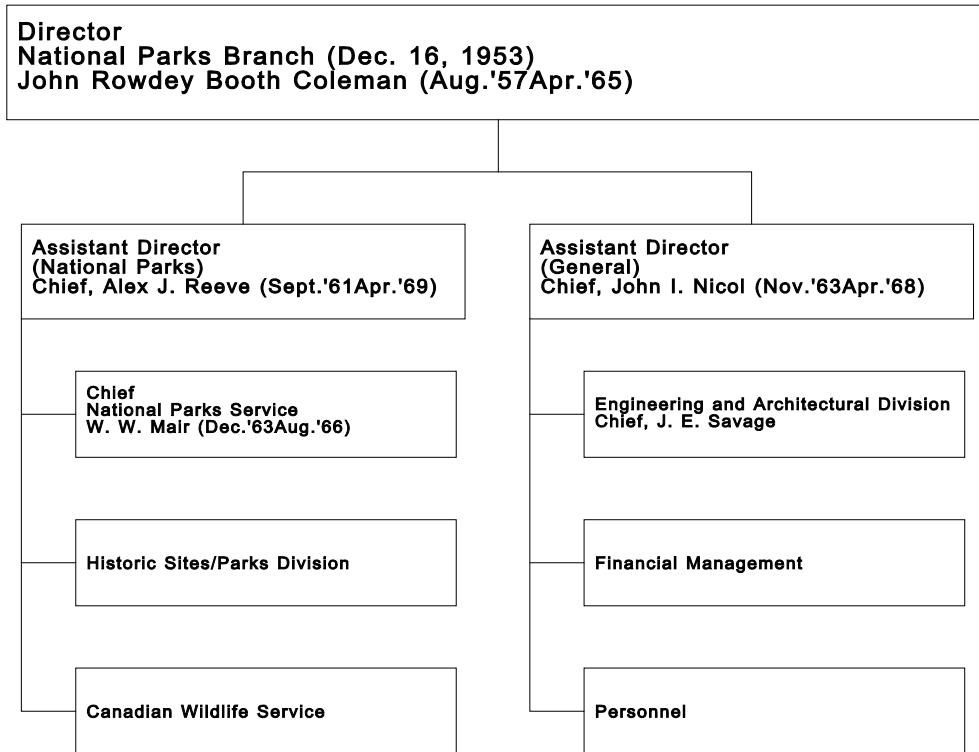 Director
National Parks Branch (Dec. 16, 1953)
John Rowdey Booth Coleman (Aug.'57Apr.'65)
Assistant Director
(National Parks)
Chief, Alex J. Reeve (Sept.'61Apr.'69)
Chief
National Parks Service
W. W. Mair (Dec.'63Aug.'66)
Historic Sites/Parks Division
Canadian Wildlife Service
Assistant Director
(General)
Chief, John I. Nicol (Nov.'63Apr.'68)
Engineering and Architectural Division
Chief, J. E. Savage
Financial Management
Personnel